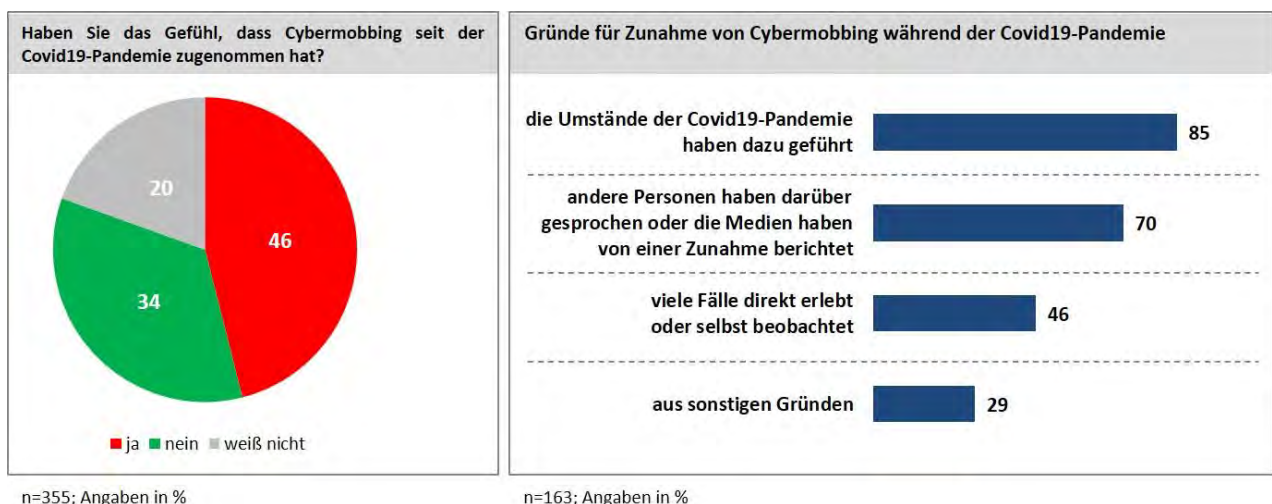 Haben Sie das Gefühl, dass Cybermobbing seit der
Covid19-Pandemie zugenommen hat?
20
46
34
ja nein weiß nicht
n=355; Angaben in %
Gründe für Zunahme von Cybermobbing während der Covid19-Pandemie
die Umstände der Covid19-Pandemie
haben dazu geführt
85
andere Personen haben darüber
gesprochen oder die Medien haben
von einer Zunahme berichtet
70
viele Fälle direkt erlebt
oder selbst beobachtet
46
aus sonstigen Gründen
29
n=163; Angaben in %